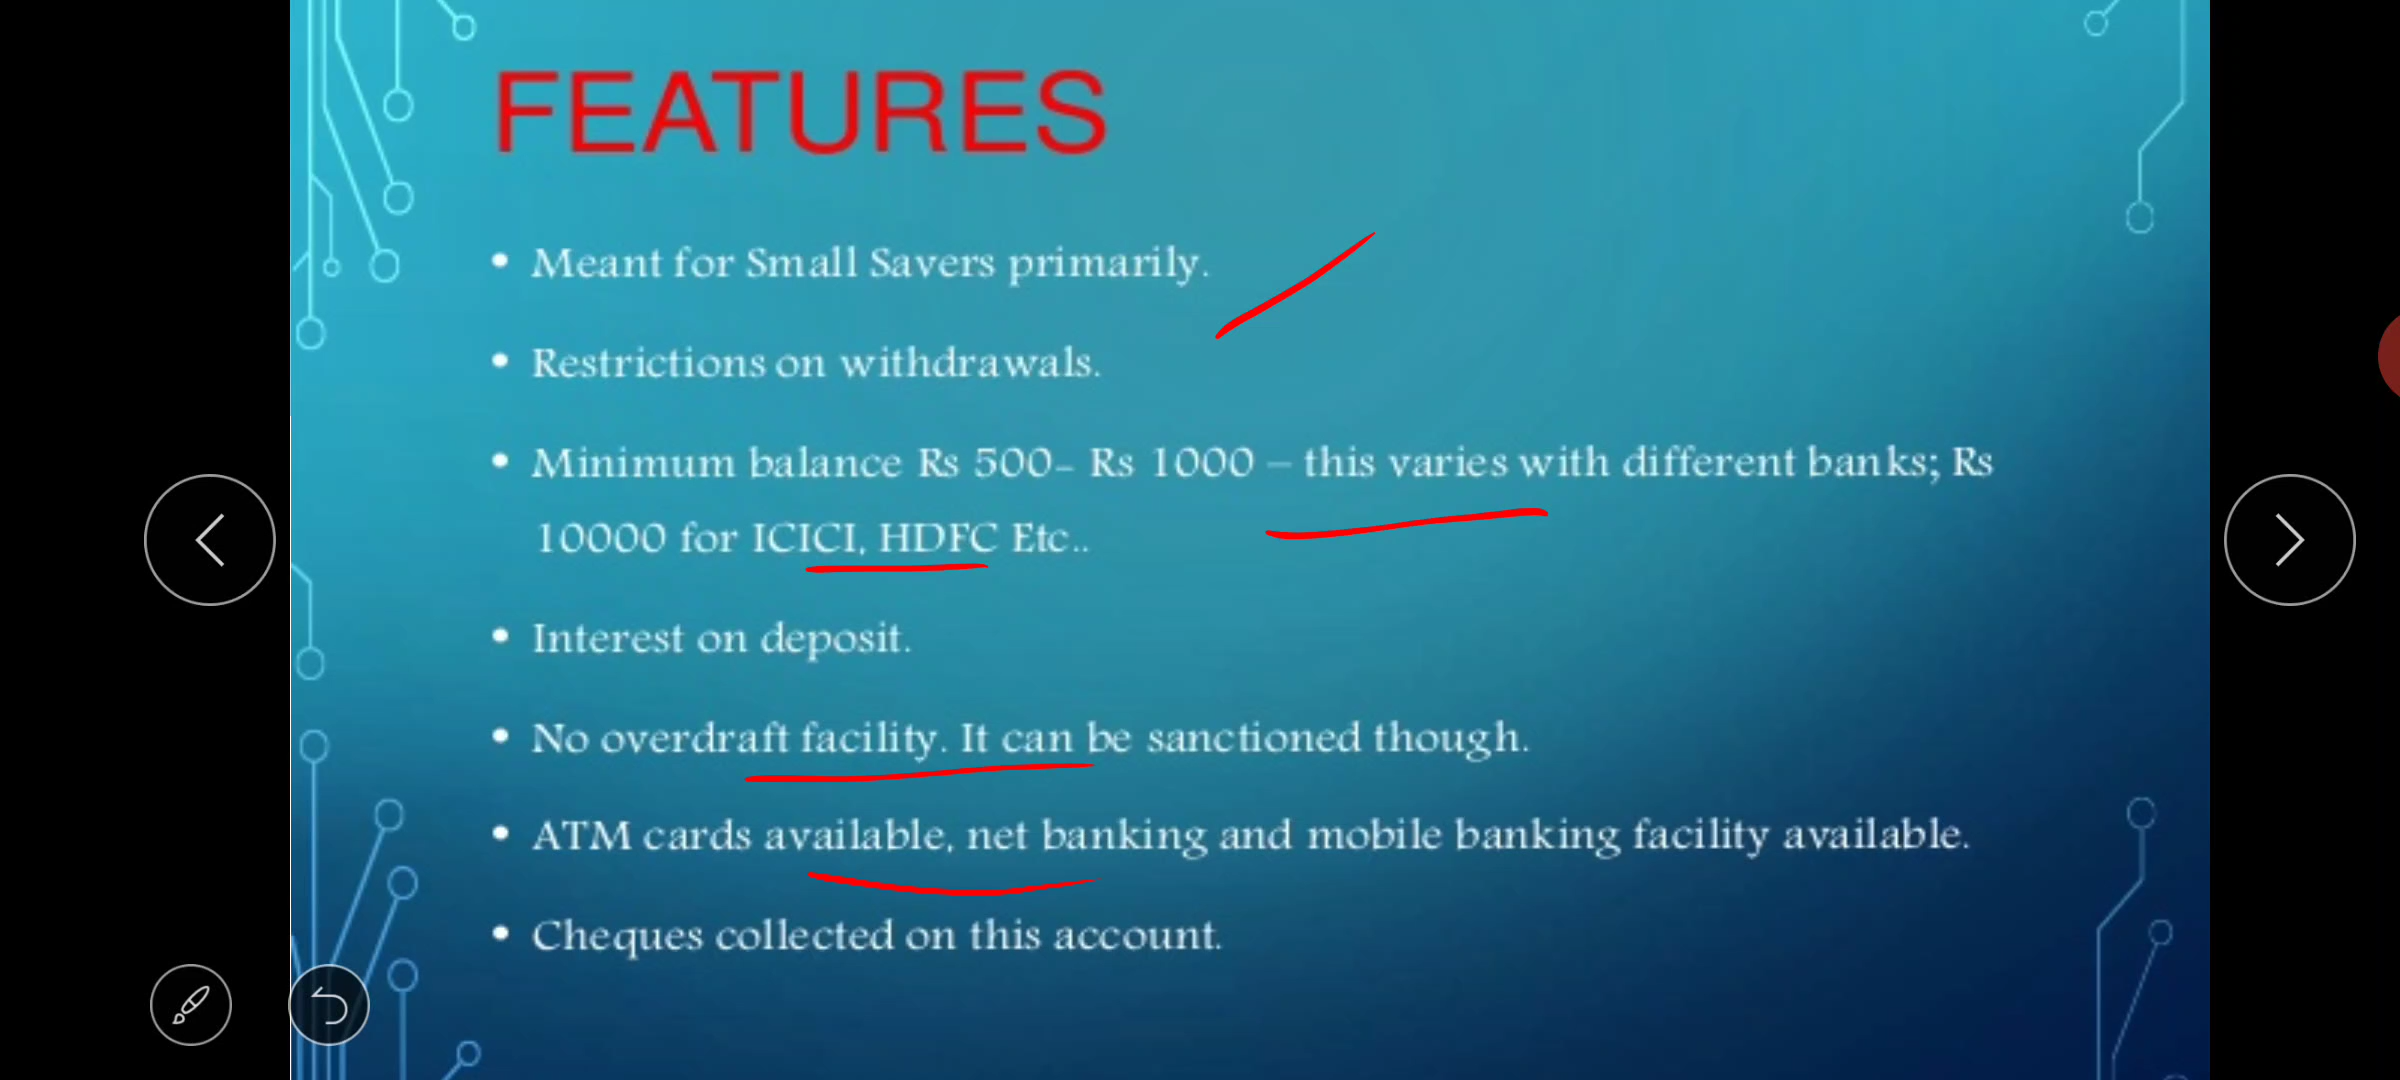 FEATURES
• Meant for Small Savers primarily.
• Restrictions on withdrawals.
• Minimum balance Rs 500- Rs 1000 – this varies with different banks; Rs
10000 for ICICI, HDFC Etc..
• Interest on deposit.
• No overdraft facility. It can be sanctioned though.
• ATM cards available, net banking and mobile banking facility available.
• Cheques collected on this account.